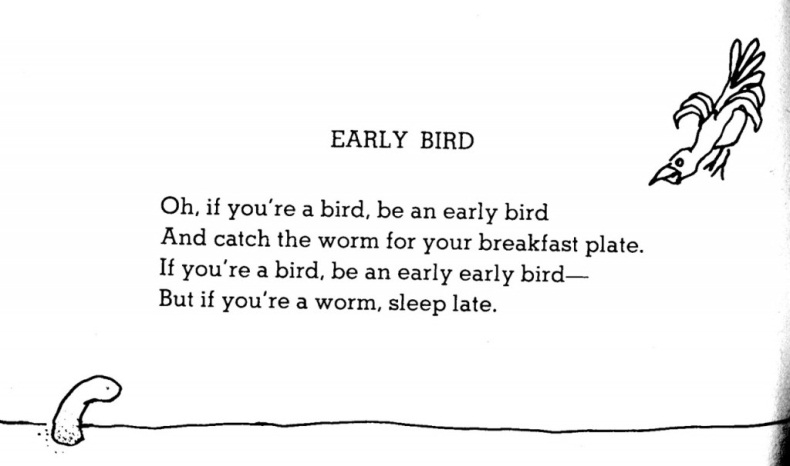 EARLY BIRD
Oh, if you're a bird, be an early bird
And catch the worm for your breakfast plate.
If you're a bird, be an early early bird—
But if you're a worm, sleep late.